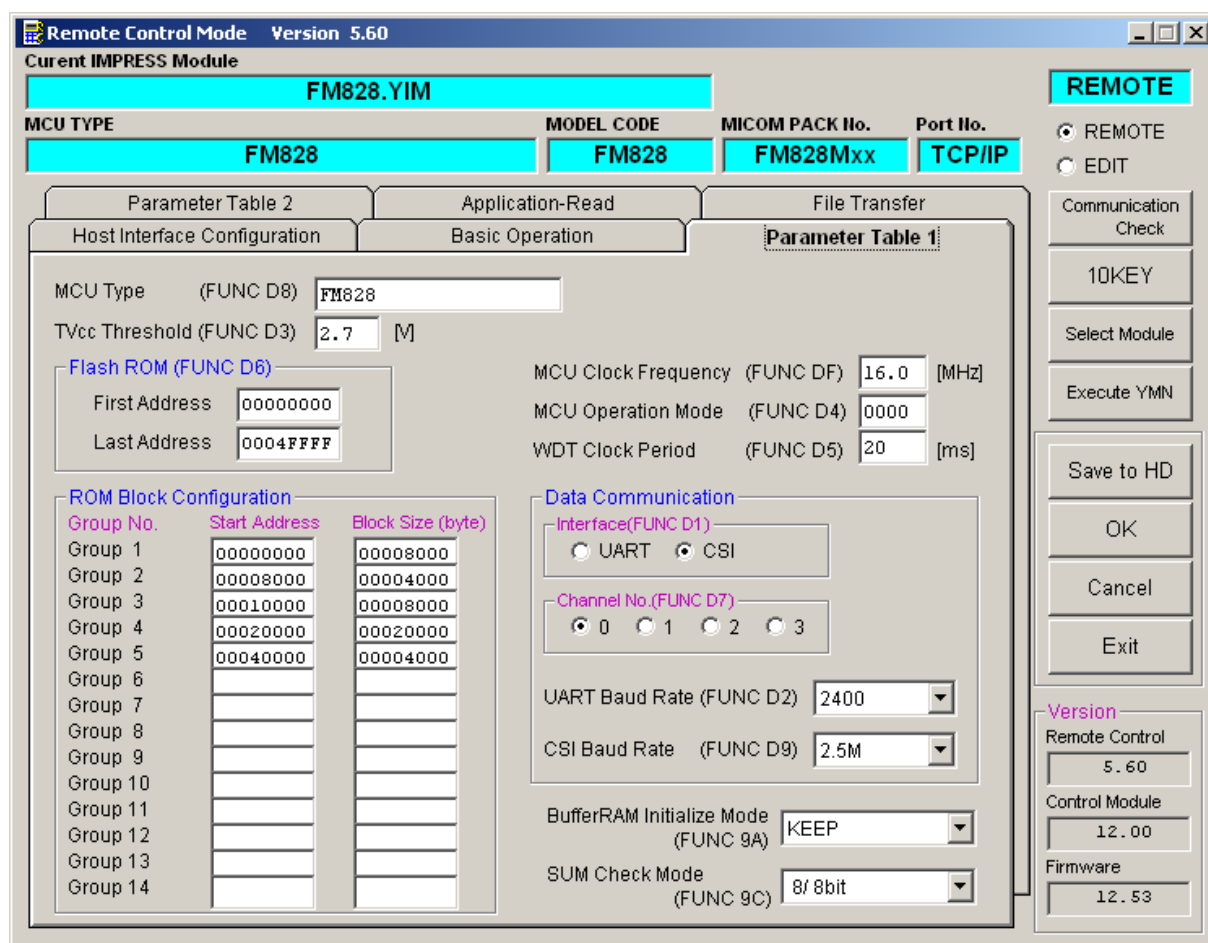 Remote Control Mode Version 5.60
Curent IMPRESS Module
FM828.YIM
REMOTE
MCU TYPE MODEL CODE MICOM PACK No. Port No.
FM828 FM828 FM828Mxx TCP/IP
REMOTE
EDIT
Parameter Table 2 Application-Read File Transfer
Host Interface Configuration Basic Operation Parameter Table 1
MCU Type (FUNC D8) FM828
TVcc Threshold (FUNC D3) 2.7 [V]
Flash ROM (FUNC D6)
First Address 00000000
Last Address 0004FFFF
MCU Clock Frequency (FUNC DF) 16.0 [MHz]
MCU Operation Mode (FUNC D4) 0000
WDT Clock Period (FUNC D5) 20 [ms]
ROM Block Configuration
Group No. Start Address Block Size (byte)
Group 1 00000000 00008000
Group 2 00008000 00004000
Group 3 00010000 00008000
Group 4 00020000 00020000
Group 5 00040000 00004000
Group 6
Group 7
Group 8
Group 9
Group 10
Group 11
Group 12
Group 13
Group 14
Data Communication
Interface(FUNC D1)
UART CSI
Channel No.(FUNC D7)
0 1 2 3
UART Baud Rate (FUNC D2) 2400
CSI Baud Rate (FUNC D9) 2.5M
BufferRAM Initialize Mode
(FUNC 9A) KEEP
SUM Check Mode
(FUNC 9C) 8/ 8bit
Communication
Check
10KEY
Select Module
Execute YMN
Save to HD
OK
Cancel
Exit
Version
Remote Control
5.60
Control Module
12.00
Firmware
12.53